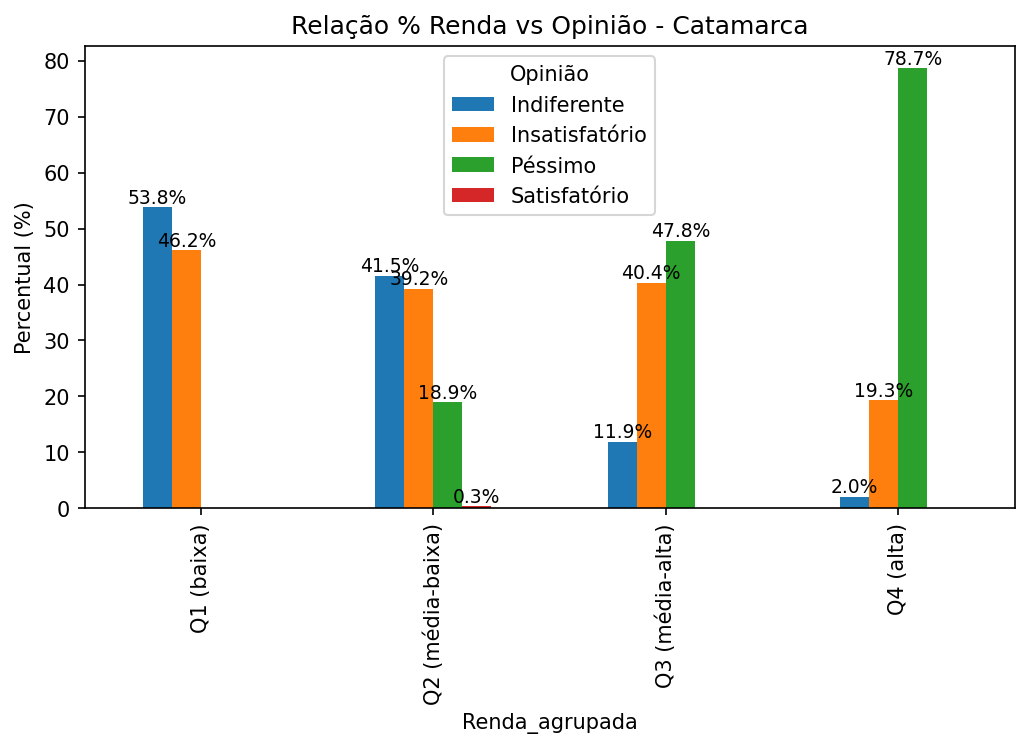 Relação % Renda vs Opinião - Catamarca
Opinião
Indiferente
Insatisfatório
Péssimo
Satisfatório
Percentual (%)
80
70
60
50
40
30
20
10
0
53.8%
46.2%
41.5%
39.2%
18.9%
0.3%
11.9%
40.4%
47.8%
2.0%
19.3%
78.7%
Q1 (baixa)
Q2 (média-baixa)
Q3 (média-alta)
Q4 (alta)
Renda_agrupada